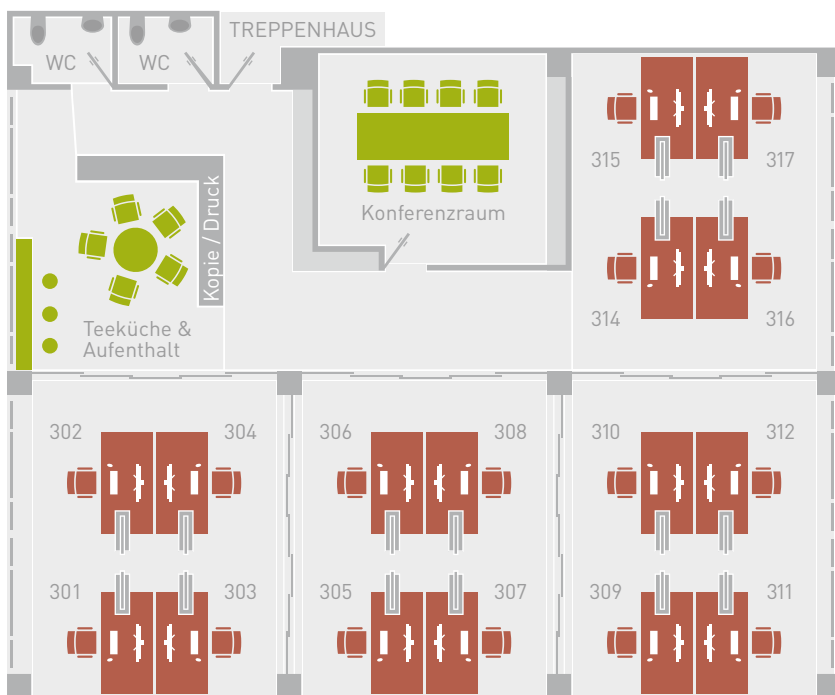 TREPPENHAUS
WC
WC
315
317
Kopie / Druck
Konferenzraum
314
316
Teeküche &
Aufenthalt
302
304
306
308
310
312
301
303
305
307
309
311